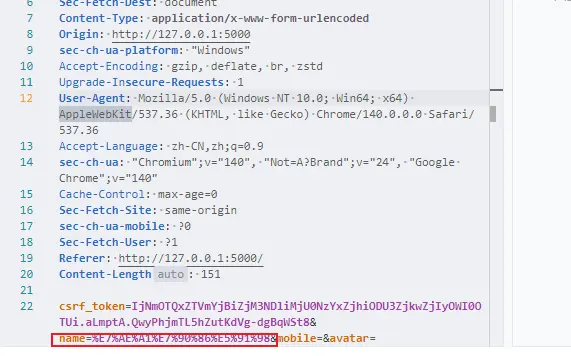 6 Sec-Fetch-Dest: document
7 Content-Type: application/x-www-form-urlencoded
8 Origin: http://127.0.0.1:5000
9 sec-ch-ua-platform: "Windows"
10 Accept-Encoding: gzip, deflate, br, zstd
11 Upgrade-Insecure-Requests: 1
12 User-Agent: Mozilla/5.0 (Windows NT 10.0; Win64; x64)
AppleWebKit/537.36 (KHTML, like Gecko) Chrome/140.0.0.0 Safari/
537.36
13 Accept-Language: zh-CN,zh;q=0.9
14 sec-ch-ua: "Chromium";v="140", "Not=A?Brand";v="24", "Google
Chrome";v="140"
15 Cache-Control: max-age=0
16 Sec-Fetch-Site: same-origin
17 sec-ch-ua-mobile: ?0
18 Sec-Fetch-User: ?1
19 Referer: http://127.0.0.1:5000/
20 Content-Length auto : 151
21
22 csrf_token=IjNmOTQxZTVmYjBiZjM3NDliMjU0NzYxZjhiODU3ZjkwZjIyOWI0O
TUi.aLmptA.QwyPhjmTL5hZutKdVg-dgBqWSt8&
name=%E7%AE%A1%E7%90%86%E5%91%98&mobile=&avatar=